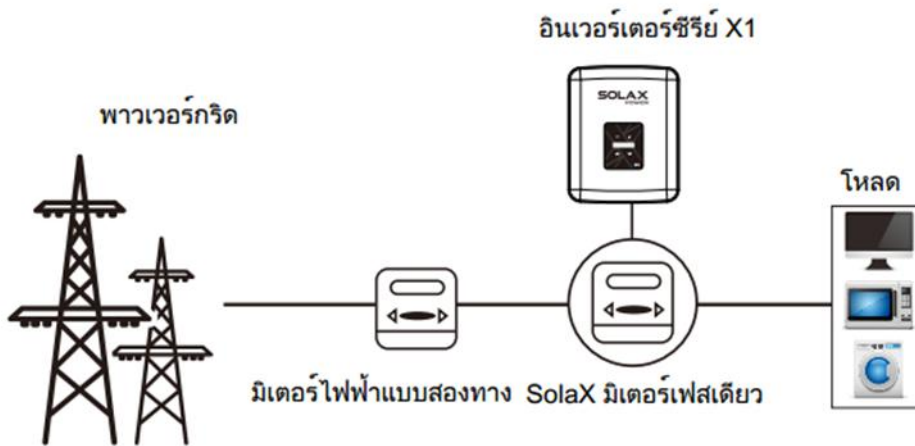 อินเวอร์เตอร์ซีรีย์ X1
พาวเวอร์กริด
SOLAX
POWER
โหลด
มิเตอร์ไฟฟ้าแบบสองทาง
SolaX มิเตอร์เฟสเดียว